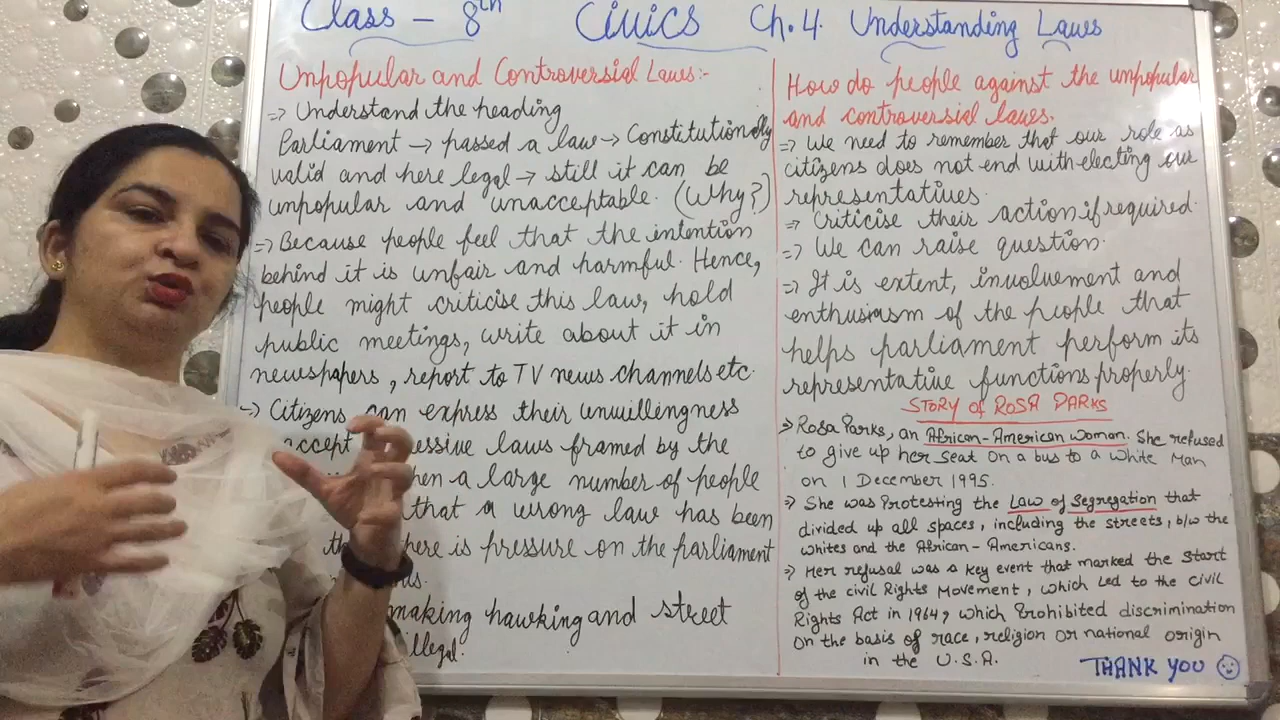 Class - 8th Civics Ch.4. Understanding Laws
Unpopular and Controversial Laws:-
=> Understand the heading
Parliament → passed a law → Constitutionally
valid and here legal → still it can be
unpopular and unacceptable. (Why?)
=> Because people feel that the intention
behind it is unfair and harmful. Hence,
people might criticise this law, hold
public meetings, write about it in
newspapers, report to TV news channels etc.
=> Citizens can express their unwillingness
accept essive laws framed by the
hen a large number of people
that a wrong law has been
there is pressure on the parliament
making hawking and street
illegal.
How do people against the unpopular
and controversial laws.
=> We need to remember that our role as
citizens does not end with electing our
representatives.
=> Criticise their action if required.
=> We can raise question.
=> It is extent, involvement and
enthusiasm of the people that
helps parliament perform its
representative functions properly.
STORY of ROSA PARKS
=> Rosa Parks, an African-American woman. She refused
to give up her seat on a bus to a white man
on 1 December 1995.
=> She was Protesting the Law of Segregation that
divided up all spaces, including the streets, b/w the
whites and the African-Americans.
=> Her refusal was a key event that marked the start
of the civil Rights Movement, which led to the civil
Rights Act in 1964, which Prohibited discrimination
on the basis of race, religion or national origin
in the U.S.A.
THANK YOU ☺